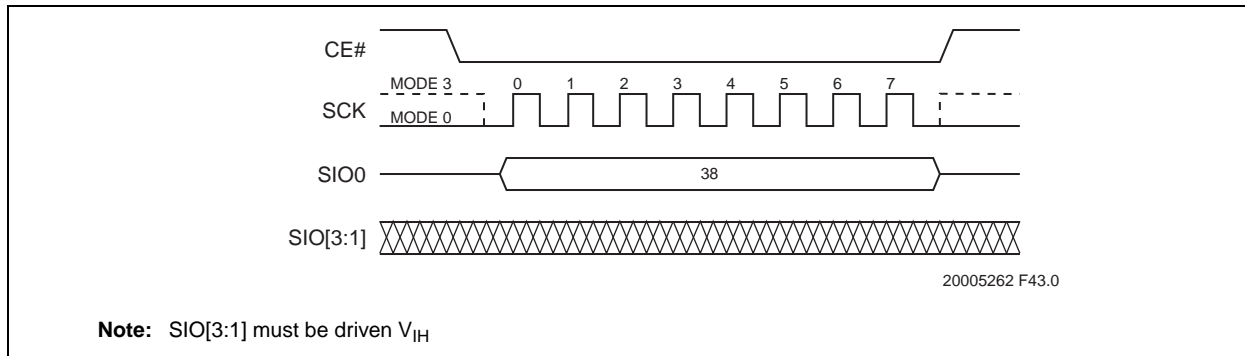 CE#
MODE 3 0 1 2 3 4 5 6 7
SCK
MODE 0
SIO0 38
SIO[3:1]
20005262 F43.0
Note: SIO[3:1] must be driven VIH